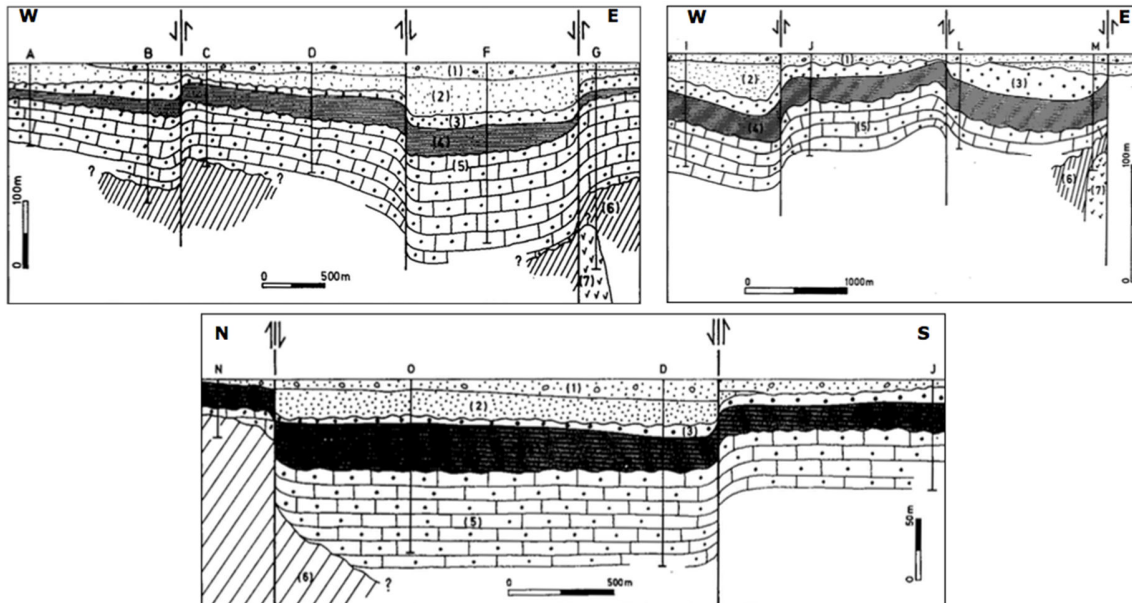 W E
A B C D F G
(1)
(2)
(3)
(4)
(5)
(6)
? ? ?
(7)
100m
0
0 500m
W E
I J L M
(1)
(2)
(3)
(4)
(5)
(6)
(7)
100m
0
0 1000m
N S
N O D J
(1)
(2)
(3)
(5)
(6)
?
0 500m
50
0